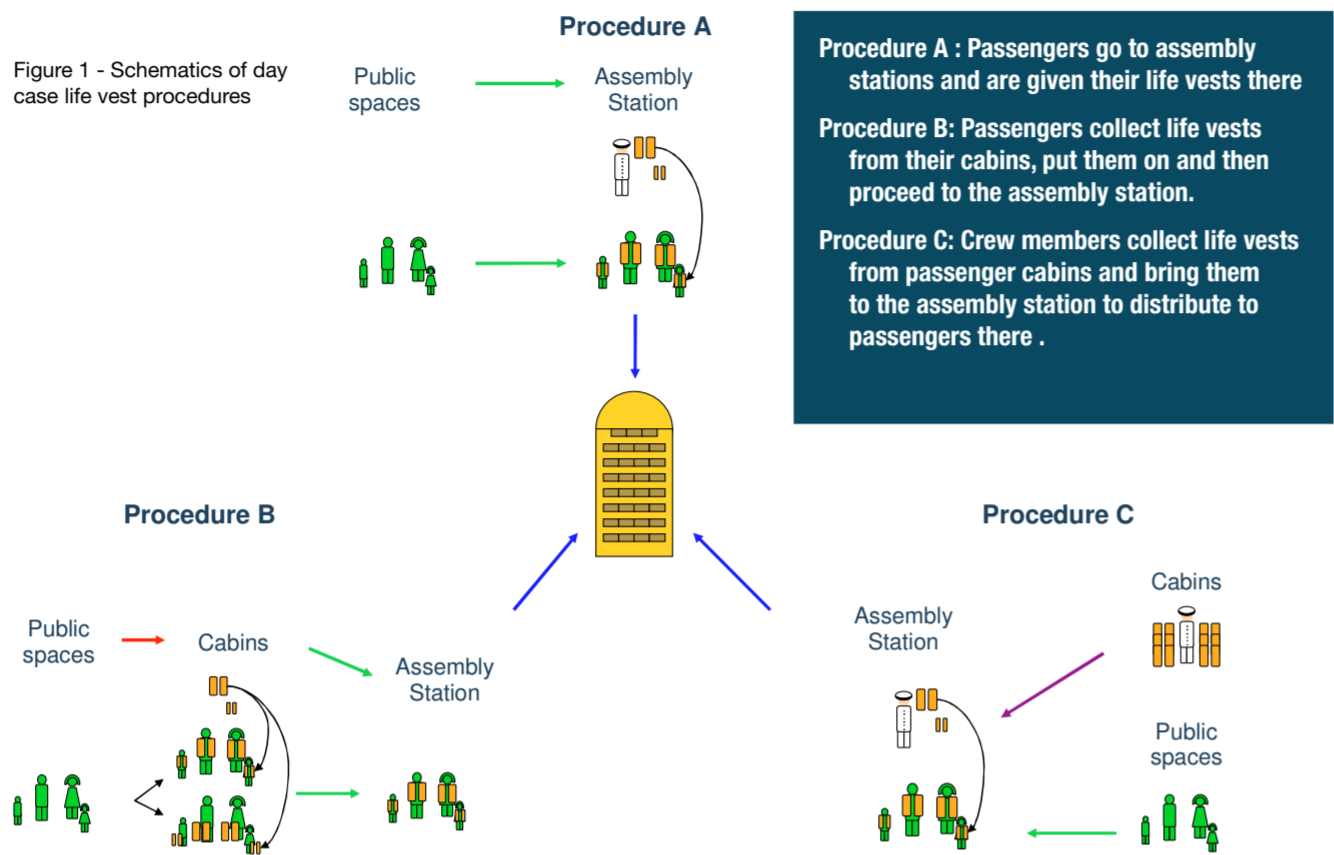 Procedure A
Figure 1 - Schematics of day
case life vest procedures
Public
spaces
Assembly
Station
Procedure A : Passengers go to assembly
stations and are given their life vests there
Procedure B: Passengers collect life vests
from their cabins, put them on and then
proceed to the assembly station.
Procedure C: Crew members collect life vests
from passenger cabins and bring them
to the assembly station to distribute to
passengers there .
Procedure B
Public
spaces
Cabins
Assembly
Station
Procedure C
Cabins
Assembly
Station
Public
spaces